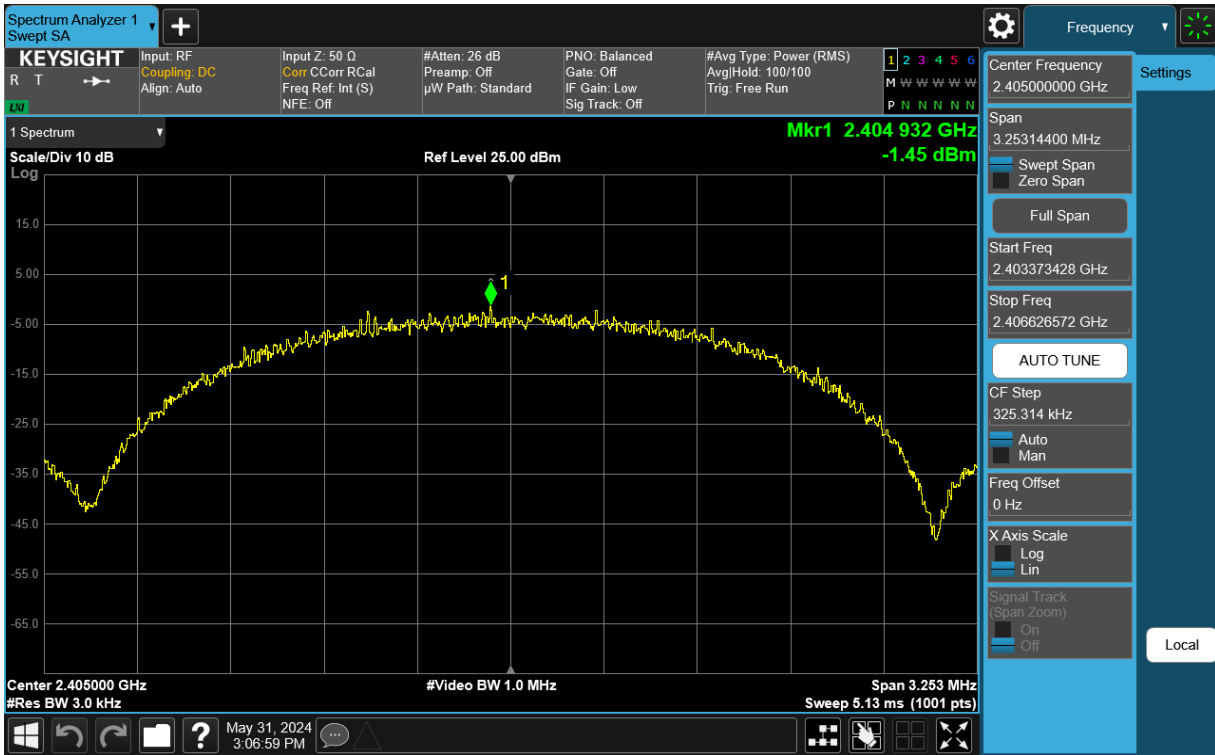 Spectrum Analyzer 1
Swept SA
Frequency
KEYSIGHT
R T
LXI
Input: RF
Coupling: DC
Align: Auto
Input Z: 50 Ω
Corr CCorr RCal
Freq Ref: Int (S)
NFE: Off
#Atten: 26 dB
Preamp: Off
µW Path: Standard
PNO: Balanced
Gate: Off
IF Gain: Low
Sig Track: Off
#Avg Type: Power (RMS)
Avg|Hold: 100/100
Trig: Free Run
1 2 3 4 5 6
M W W W W W
P N N N N N
1 Spectrum
Mkr1 2.404 932 GHz
-1.45 dBm
Scale/Div 10 dB
Ref Level 25.00 dBm
Log
15.0
5.00
-5.00
-15.0
-25.0
-35.0
-45.0
-55.0
-65.0
1
Center 2.405000 GHz
#Video BW 1.0 MHz
Span 3.253 MHz
#Res BW 3.0 kHz
Sweep 5.13 ms (1001 pts)
Center Frequency
2.405000000 GHz
Settings
Span
3.25314400 MHz
Swept Span
Zero Span
Full Span
Start Freq
2.403373428 GHz
Stop Freq
2.406626572 GHz
AUTO TUNE
CF Step
325.314 kHz
Auto
Man
Freq Offset
0 Hz
X Axis Scale
Log
Lin
Signal Track
(Span Zoom)
On
Off
Local
?
May 31, 2024
3:06:59 PM